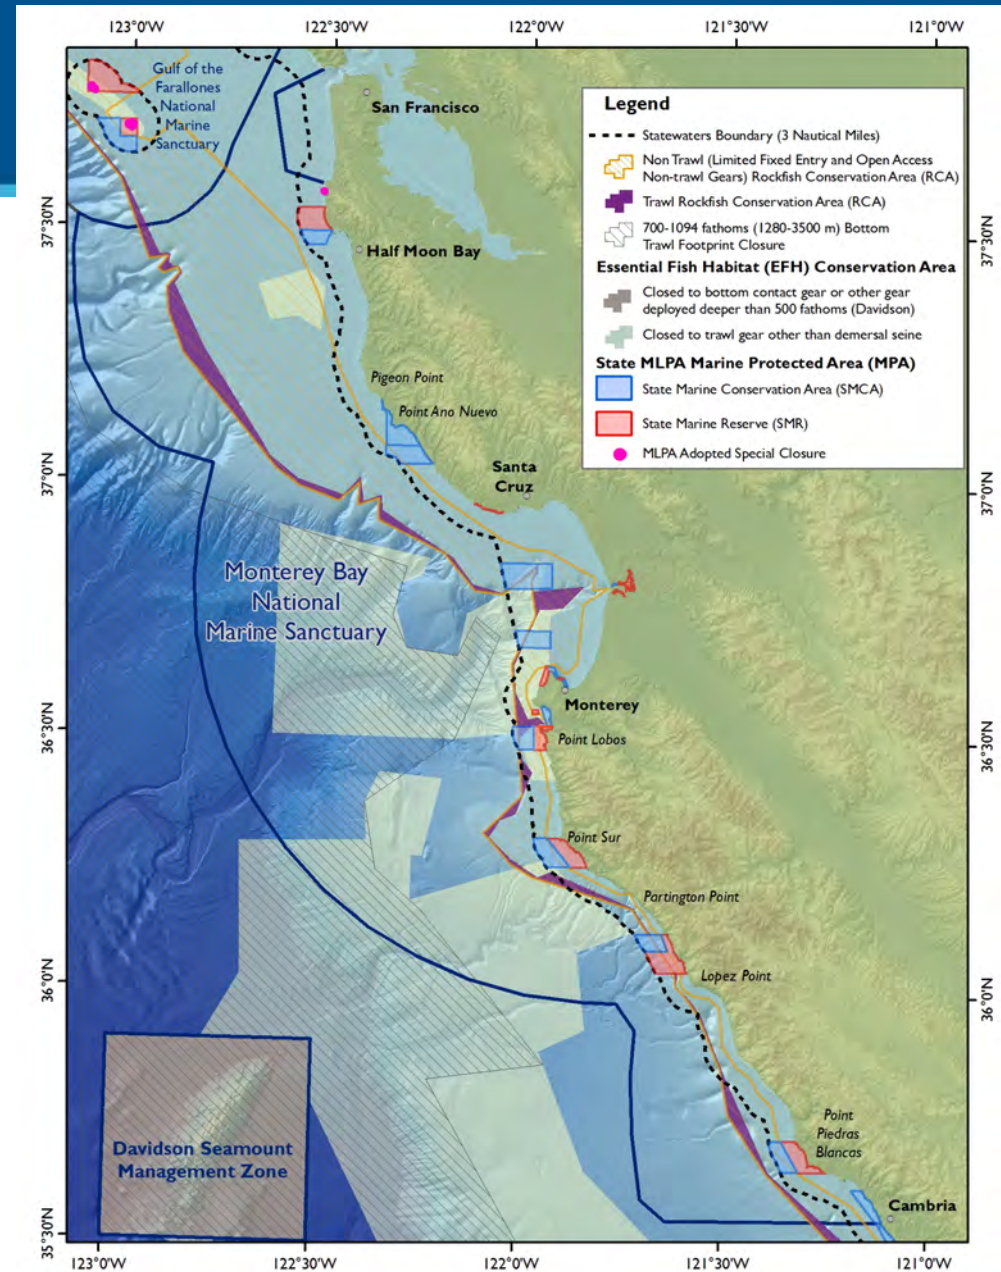 123°0'W
122°30'W
122°0'W
121°30'W
121°0'W
Gulf of the
Farallones
National
Marine
Sanctuary
San Francisco
Legend
Statewaters Boundary (3 Nautical Miles)
Non Trawl (Limited Fixed Entry and Open Access
Non-trawl Gears) Rockfish Conservation Area (RCA)
Trawl Rockfish Conservation Area (RCA)
700-1094 fathoms (1280-3500 m) Bottom
Trawl Footprint Closure
Essential Fish Habitat (EFH) Conservation Area
Closed to bottom contact gear or other gear
deployed deeper than 500 fathoms (Davidson)
Closed to trawl gear other than demersal seine
State MLPA Marine Protected Area (MPA)
State Marine Conservation Area (SMCA)
State Marine Reserve (SMR)
MLPA Adopted Special Closure
37°30'N
37°30'N
Half Moon Bay
Pigeon Point
Point Ano Nuevo
37°0'N
37°0'N
Santa
Cruz
Monterey Bay
National
Marine Sanctuary
Monterey
36°30'N
36°30'N
Point Lobos
Point Sur
Partington Point
Lopez Point
36°0'N
36°0'N
Davidson Seamount
Management Zone
Point
Piedras
Blancas
Cambria
35°30'N
35°30'N
123°0'W
122°30'W
122°0'W
121°30'W
121°0'W